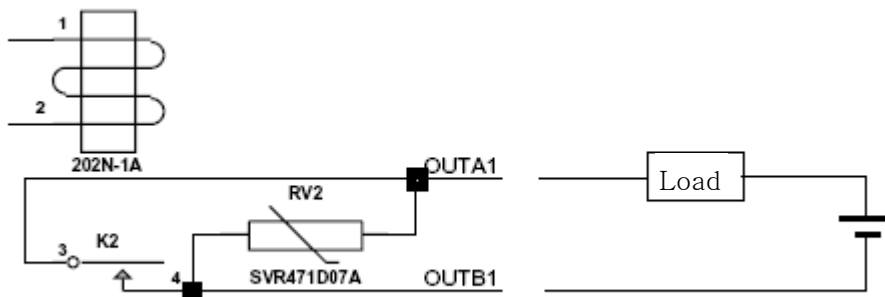 1
2
202N-1A
OUTA1
Load
RV2
K2
3
4
SVR471D07A
OUTB1